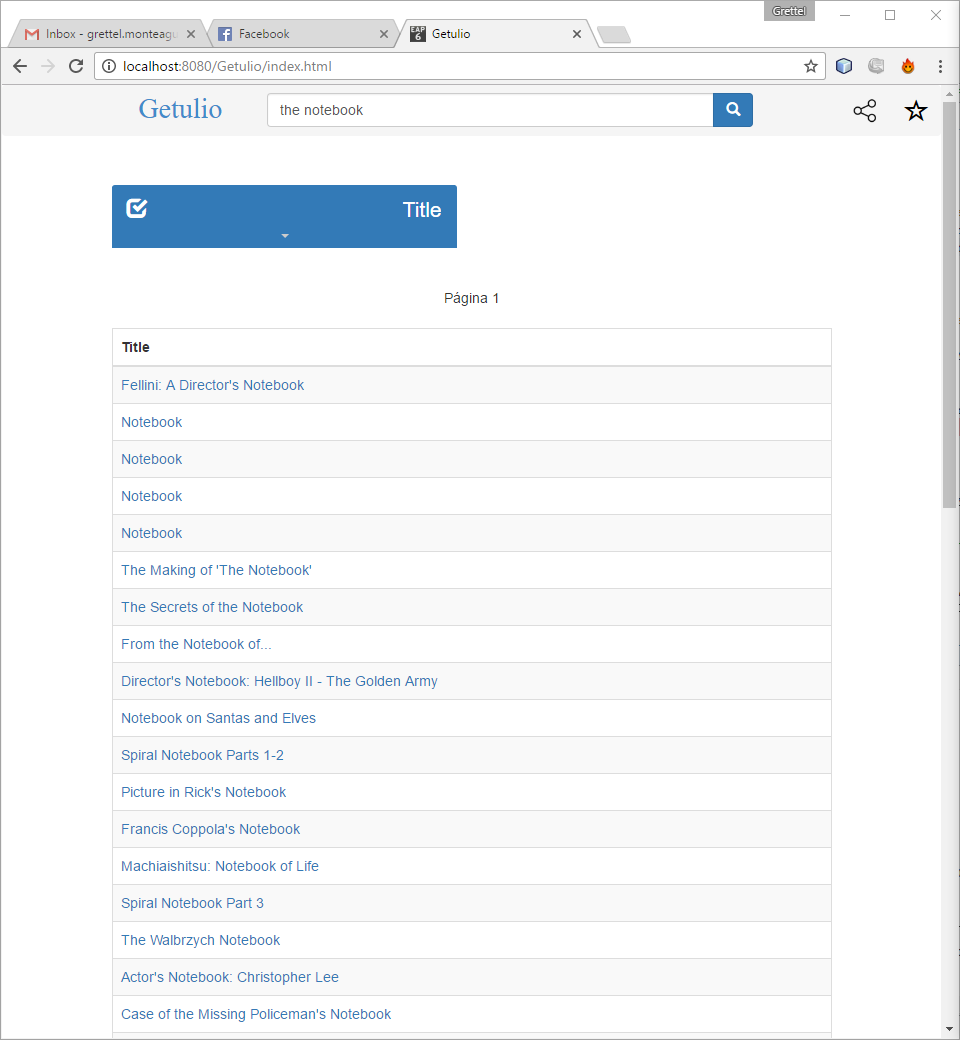 Grettel
Inbox - grettel.monteagu
Facebook
EAP 6
Getulio
localhost:8080/Getulio/index.html
Getulio
the notebook
Title
Página 1
Title
Fellini: A Director's Notebook
Notebook
Notebook
Notebook
Notebook
The Making of 'The Notebook'
The Secrets of the Notebook
From the Notebook of...
Director's Notebook: Hellboy II - The Golden Army
Notebook on Santas and Elves
Spiral Notebook Parts 1-2
Picture in Rick's Notebook
Francis Coppola's Notebook
Machiaishitsu: Notebook of Life
Spiral Notebook Part 3
The Walbrzych Notebook
Actor's Notebook: Christopher Lee
Case of the Missing Policeman's Notebook